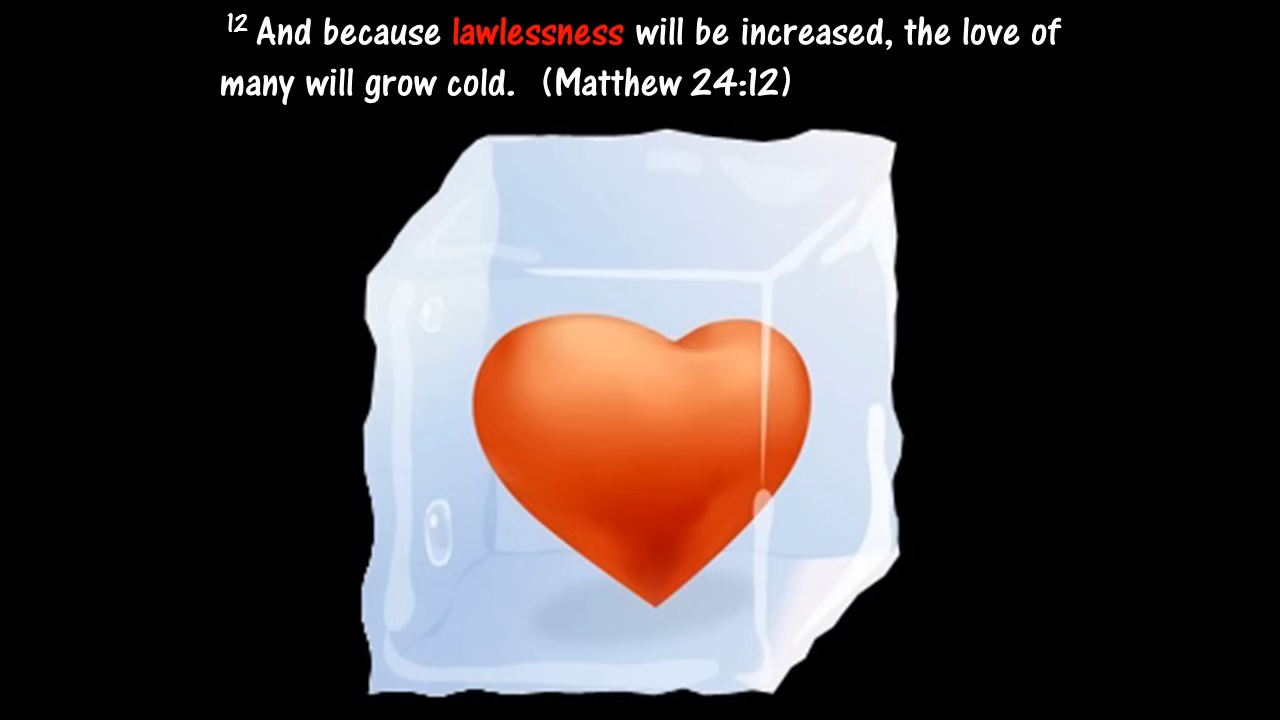 12 And because lawlessness will be increased, the love of
many will grow cold. (Matthew 24:12)